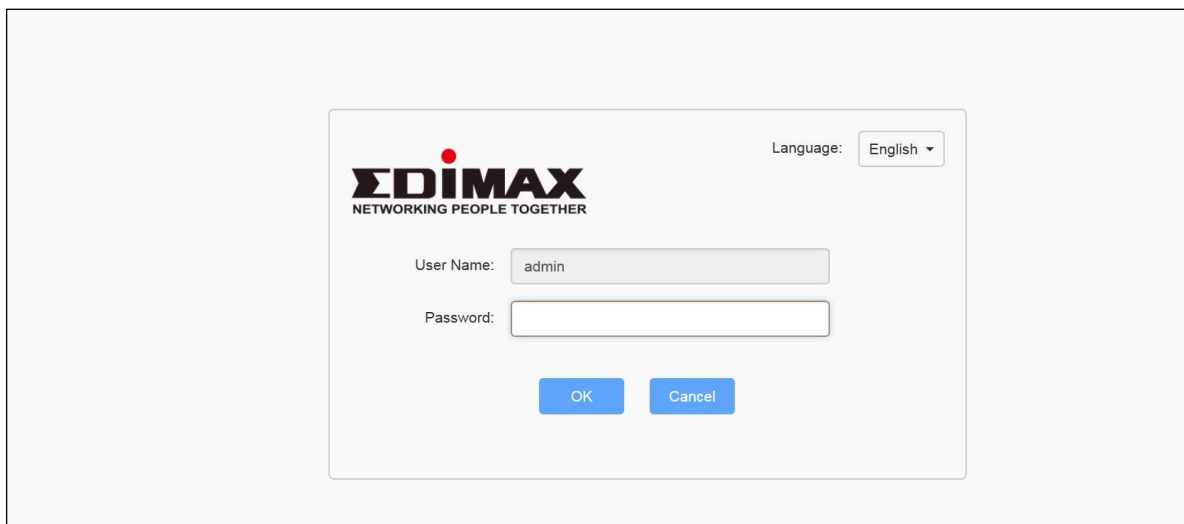 Language: English
EDIMAX
NETWORKING PEOPLE TOGETHER
User Name: admin
Password:
OK Cancel